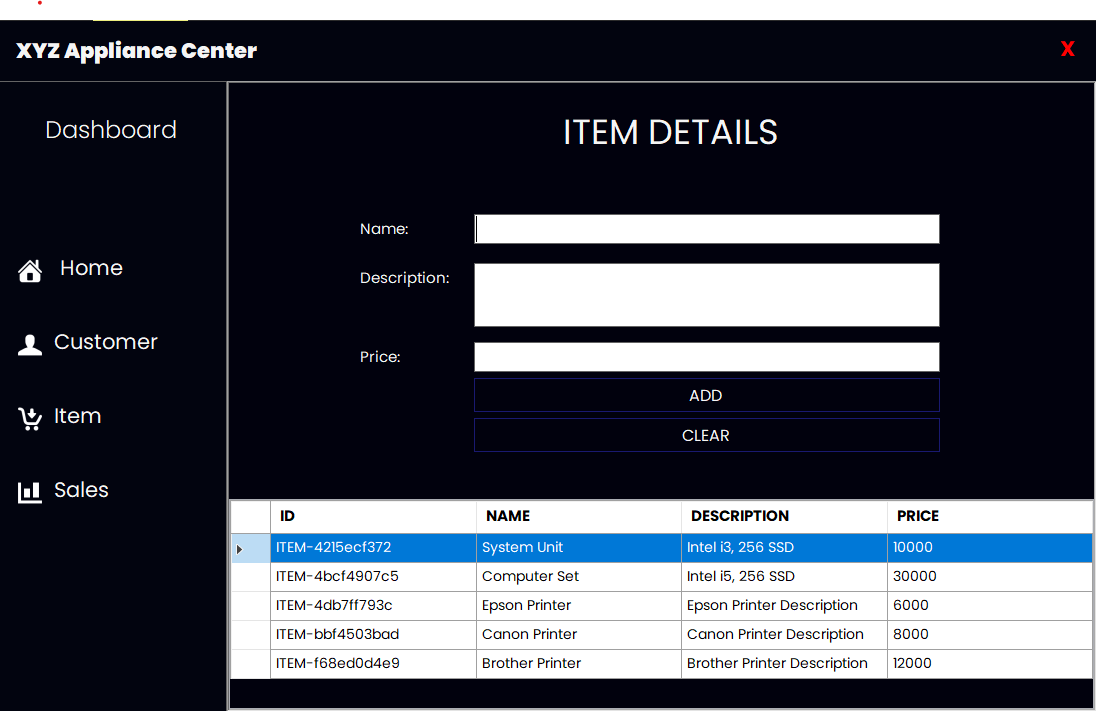 XYZ Appliance Center X
Dashboard
Home
Customer
Item
Sales
ITEM DETAILS
Name:
Description:
Price:
ADD
CLEAR
ID NAME DESCRIPTION PRICE
ITEM-4215ecf372 System Unit Intel i3, 256 SSD 10000
ITEM-4bcf4907c5 Computer Set Intel i5, 256 SSD 30000
ITEM-4db7ff793c Epson Printer Epson Printer Description 6000
ITEM-bbf4503bad Canon Printer Canon Printer Description 8000
ITEM-f68ed0d4e9 Brother Printer Brother Printer Description 12000